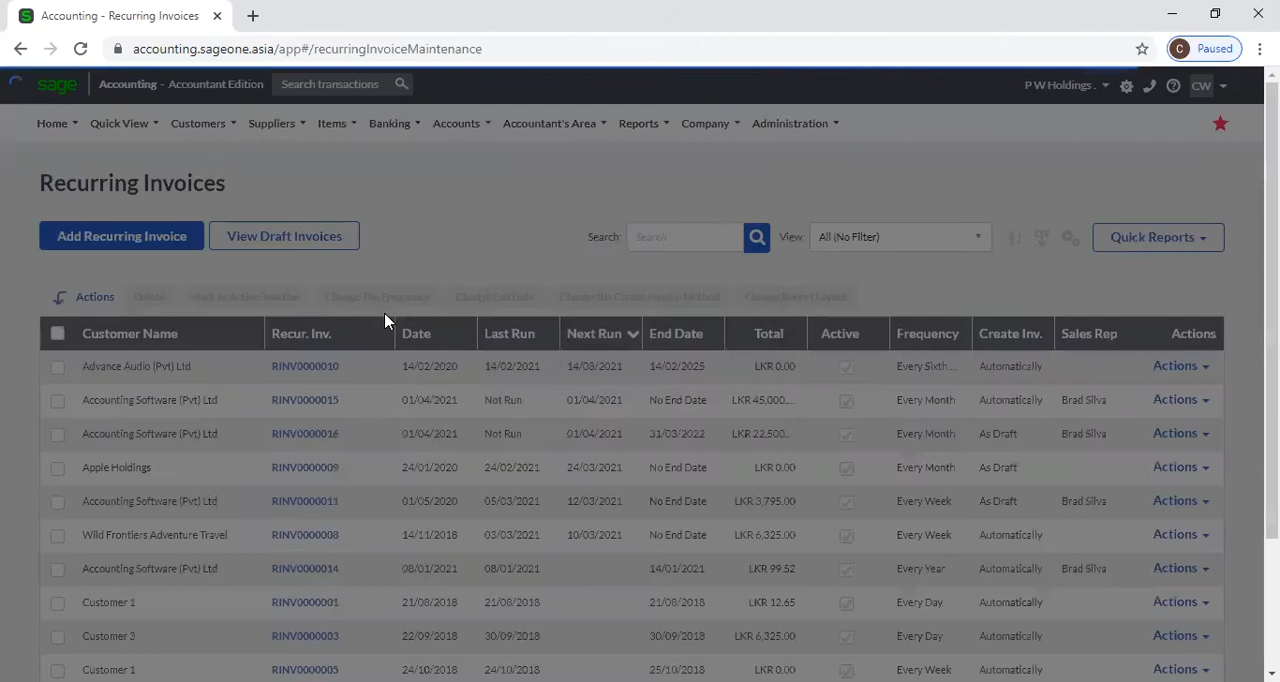 Accounting - Recurring Invoices
accounting.sageone.asia/app#/recurringInvoiceMaintenance
C Paused
sage Accounting - Accountant Edition Search transactions P W Holdings . CW
Home Quick View Customers Suppliers Items Banking Accounts Accountant's Area Reports Company Administration
Recurring Invoices
Add Recurring Invoice View Draft Invoices Search: Search View: All (No Filter) Quick Reports
Actions Delete Mark as Active/Inactive Change The Frequency Change End Date Change the Create Invoice Method Change Report Layout
Customer Name Recur. Inv. Date Last Run Next Run End Date Total Active Frequency Create Inv. Sales Rep Actions
Advance Audio (Pvt) Ltd RINV0000010 14/02/2020 14/02/2021 14/03/2021 14/02/2025 LKR 0.00 Every Sixth ... Automatically Actions
Accounting Software (Pvt) Ltd RINV0000015 01/04/2021 Not Run 01/04/2021 No End Date LKR 45,000.... Every Month Automatically Brad Silva Actions
Accounting Software (Pvt) Ltd RINV0000016 01/04/2021 Not Run 01/04/2021 31/03/2022 LKR 22,500... Every Month As Draft Brad Silva Actions
Apple Holdings RINV0000009 24/01/2020 24/02/2021 24/03/2021 No End Date LKR 0.00 Every Month As Draft Actions
Accounting Software (Pvt) Ltd RINV0000011 01/05/2020 05/03/2021 12/03/2021 No End Date LKR 3,795.00 Every Week As Draft Brad Silva Actions
Wild Frontiers Adventure Travel RINV0000008 14/11/2018 03/03/2021 10/03/2021 No End Date LKR 6,325.00 Every Week Automatically Actions
Accounting Software (Pvt) Ltd RINV0000014 08/01/2021 08/01/2021 14/01/2021 LKR 99.52 Every Year Automatically Brad Silva Actions
Customer 1 RINV0000001 21/08/2018 21/08/2018 21/08/2018 LKR 12.65 Every Day Automatically Actions
Customer 3 RINV0000003 22/09/2018 30/09/2018 30/09/2018 LKR 6,325.00 Every Day Automatically Actions
Customer 1 RINV0000005 24/10/2018 24/10/2018 25/10/2018 LKR 0.00 Every Week Automatically Actions